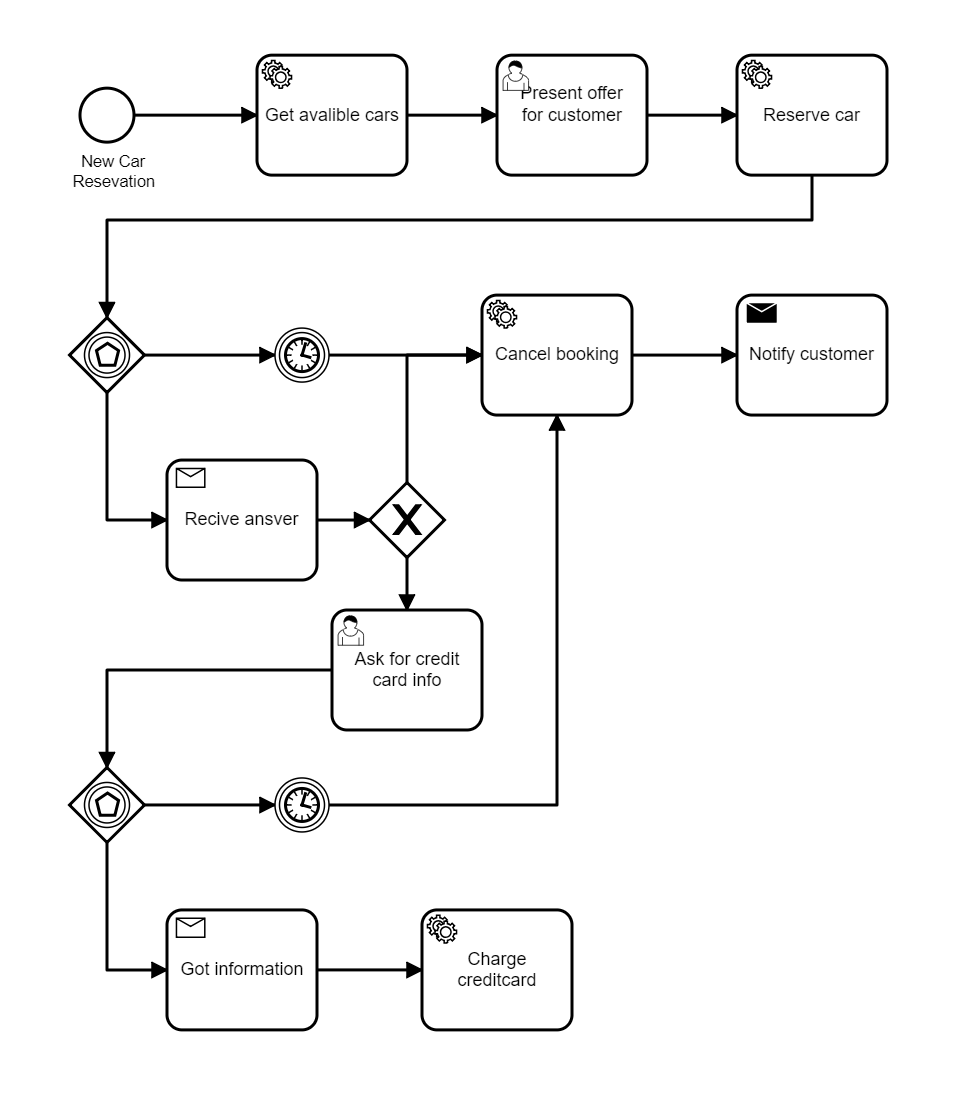 Get avalible cars
Present offer
for customer
Reserve car
New Car
Resevation
Cancel booking
Notify customer
Recive ansver
X
Ask for credit
card info
Got information
Charge
creditcard